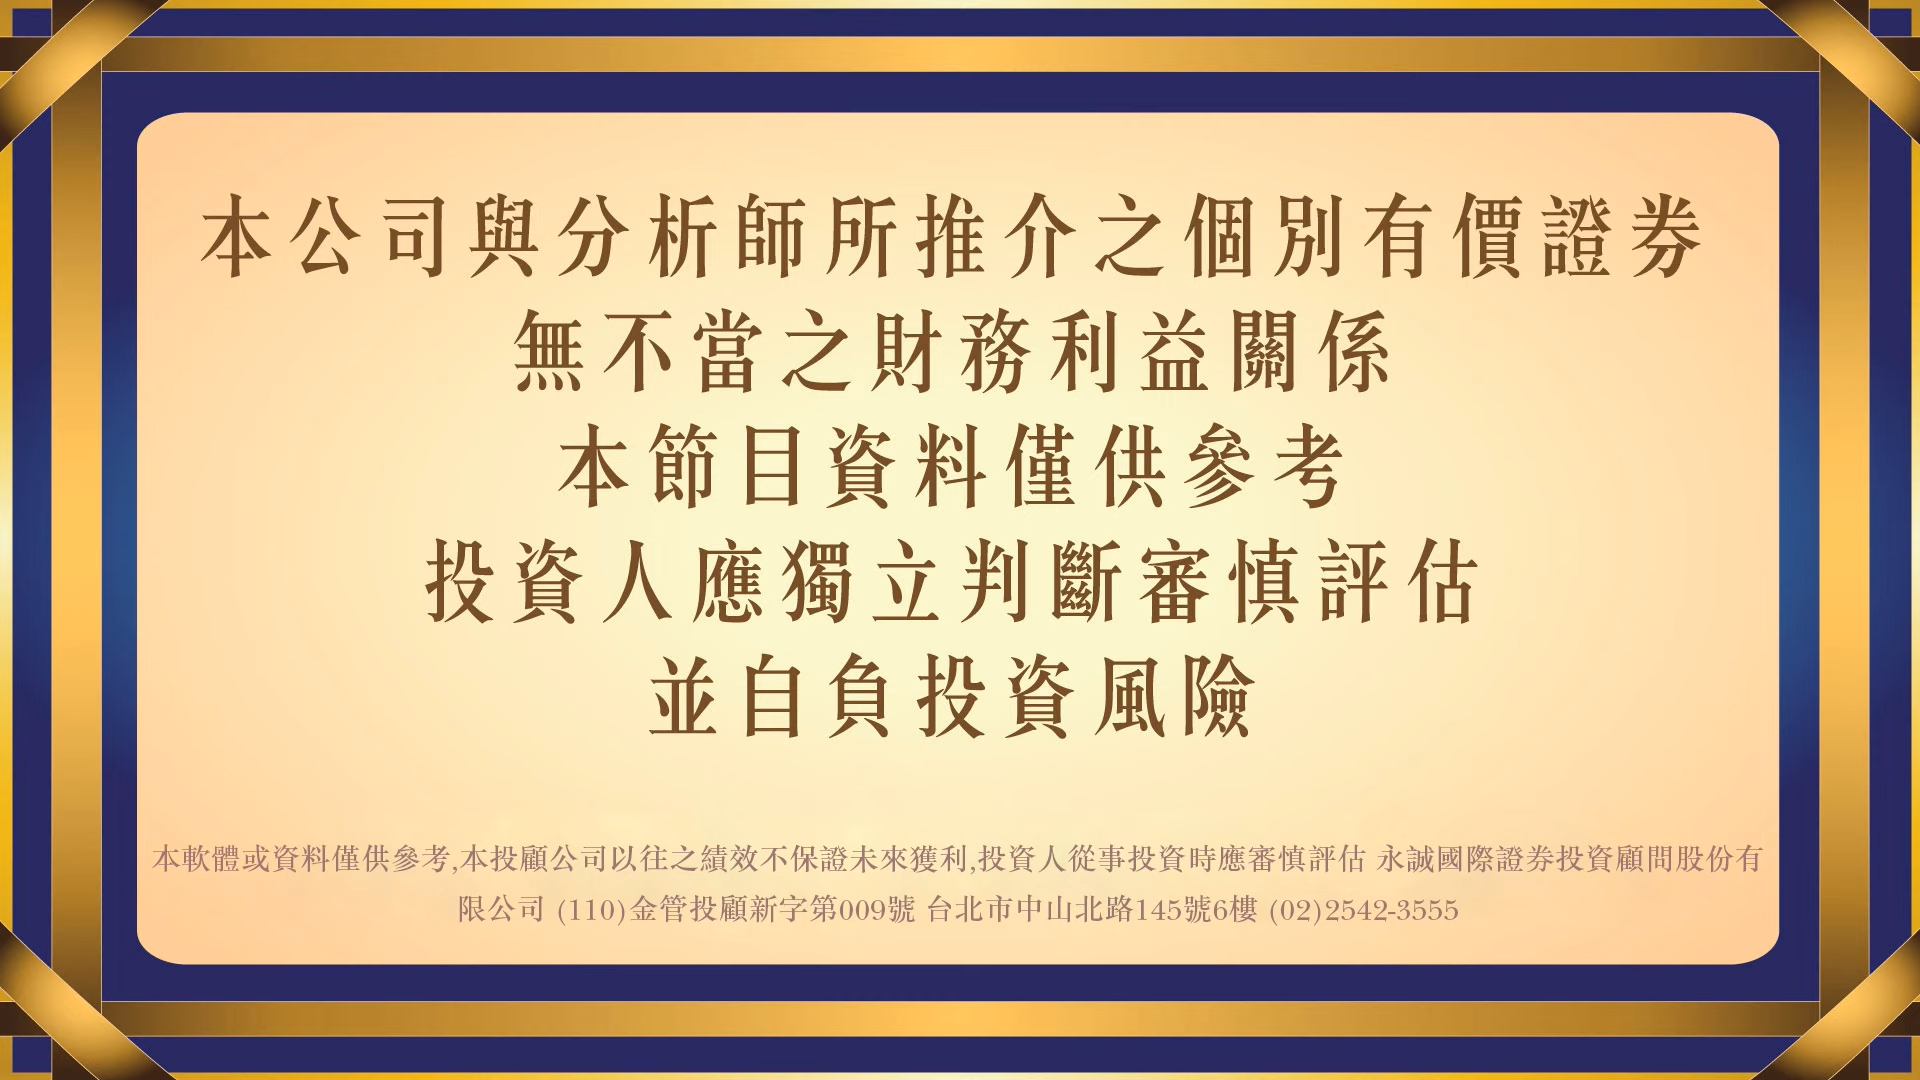 本公司與分析師所推介之個別有價證券
無不當之財務利益關係
本節目資料僅供參考
投資人應獨立判斷審慎評估
並自負投資風險
本軟體或資料僅供參考,本投顧公司以往之績效不保證未來獲利,投資人從事投資時應審慎評估 永誠國際證券投資顧問股份有
限公司 (110)金管投顧新字第009號 台北市中山北路145號6樓 (02)2542-3555